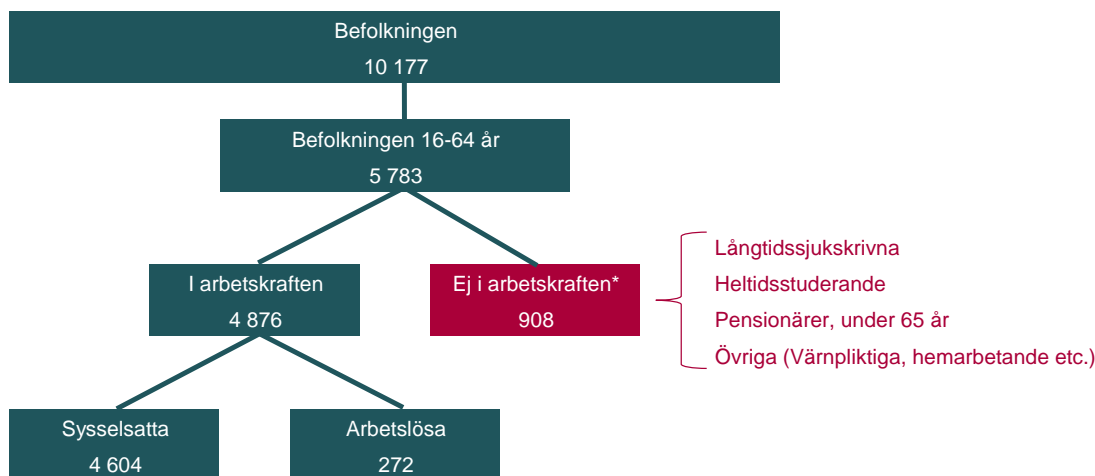 Befolkningen
10 177
Befolkningen 16-64 år
5 783
I arbetskraften
4 876
Ej i arbetskraften*
908
Långtidssjukskrivna
Heltidsstuderande
Pensionärer, under 65 år
Övriga (Värnpliktiga, hemarbetande etc.)
Sysselsatta
4 604
Arbetslösa
272